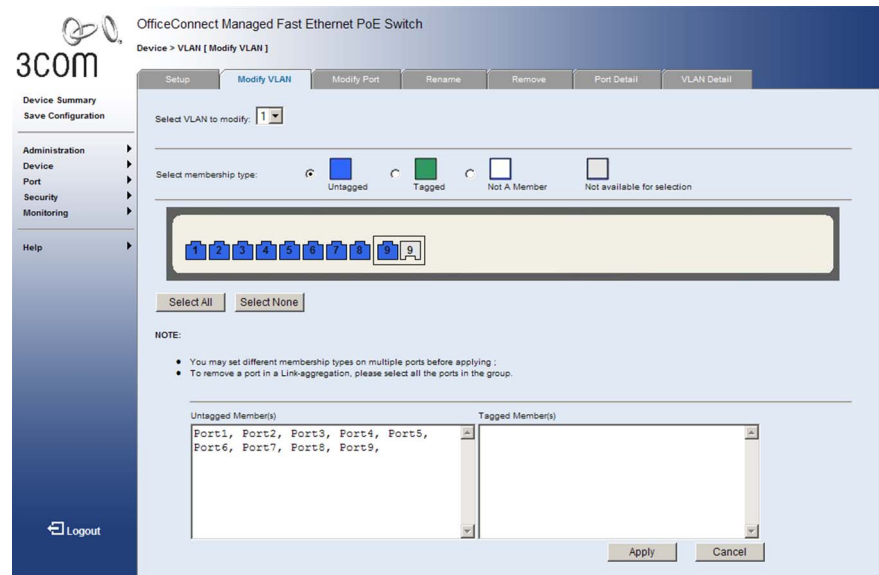 3COM
OfficeConnect Managed Fast Ethernet PoE Switch
Device > VLAN [ Modify VLAN ]
Setup
Modify VLAN
Modify Port
Rename
Remove
Port Detail
VLAN Detail
Device Summary
Save Configuration
Administration
Device
Port
Security
Monitoring
Help
Logout
Select VLAN to modify: 1
Select membership type:
Untagged
Tagged
Not A Member
Not available for selection
1 2 3 4 5 6 7 8 9 9
Select All
Select None
NOTE:
You may set different membership types on multiple ports before applying ;
To remove a port in a Link-aggregation, please select all the ports in the group.
Untagged Member(s)
Port1, Port2, Port3, Port4, Port5,
Port6, Port7, Port8, Port9,
Tagged Member(s)
Apply
Cancel